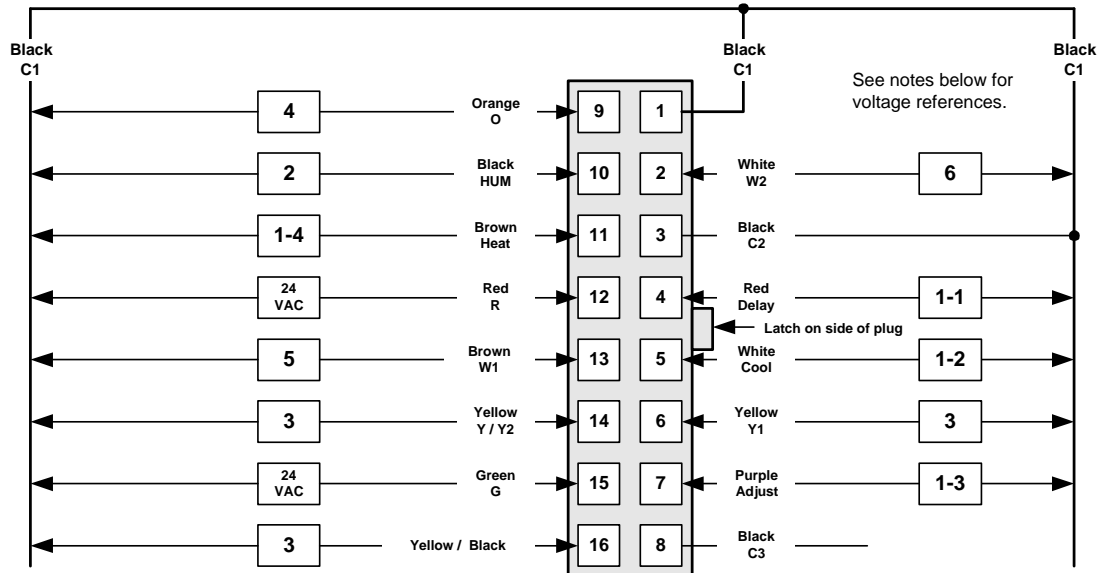 Black
C1
Black
C1
Black
C1
See notes below for
voltage references.
4
Orange
O
9
1
2
Black
HUM
10
2
White
W2
6
1-4
Brown
Heat
11
3
Black
C2
24
VAC
Red
R
12
4
Red
Delay
1-1
Latch on side of plug
5
Brown
W1
13
5
White
Cool
1-2
3
Yellow
Y / Y2
14
6
Yellow
Y1
3
24
VAC
Green
G
15
7
Purple
Adjust
1-3
3
Yellow / Black
16
8
Black
C3